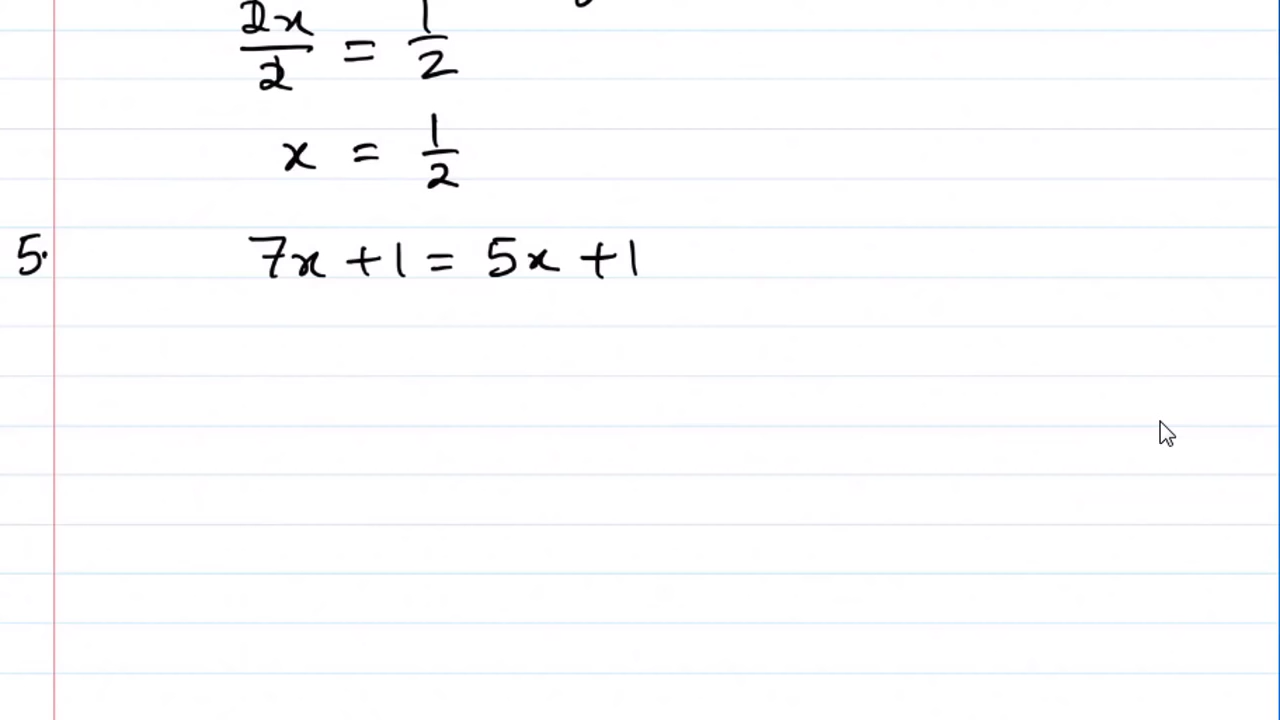 2x/2 = 1/2
x = 1/2
5. 7x + 1 = 5x + 1